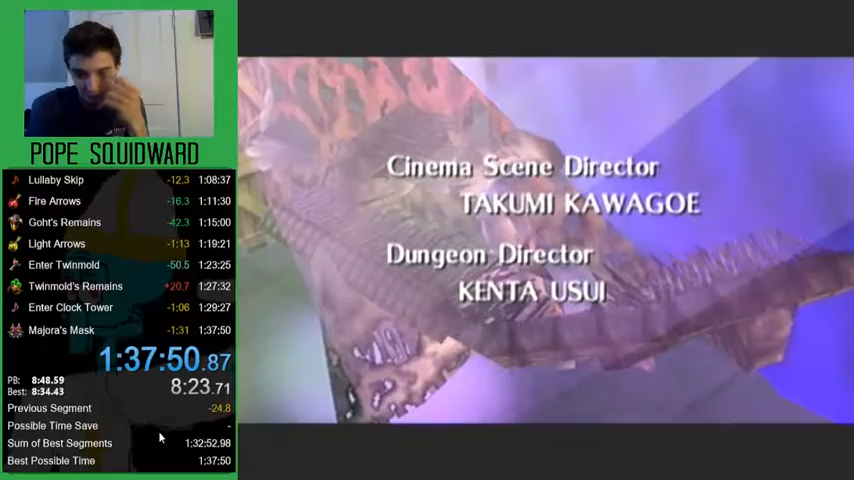 POPE SQUIDWARD
Lullaby Skip -12.3 1:08:37
Fire Arrows -16.3 1:11:30
Goht's Remains -42.3 1:15:00
Light Arrows -1:13 1:19:21
Enter Twinmold -50.5 1:23:25
Twinmold's Remains +20.7 1:27:32
Enter Clock Tower -1:06 1:29:27
Majora's Mask -1:31 1:37:50
1:37:50.87
PB: 8:48.59
Best: 8:34.43
8:23.71
Previous Segment -24.8
Possible Time Save -
Sum of Best Segments 1:32:52.98
Best Possible Time 1:37:50
Cinema Scene Director
TAKUMI KAWAGOE
Dungeon Director
KENTA USUI